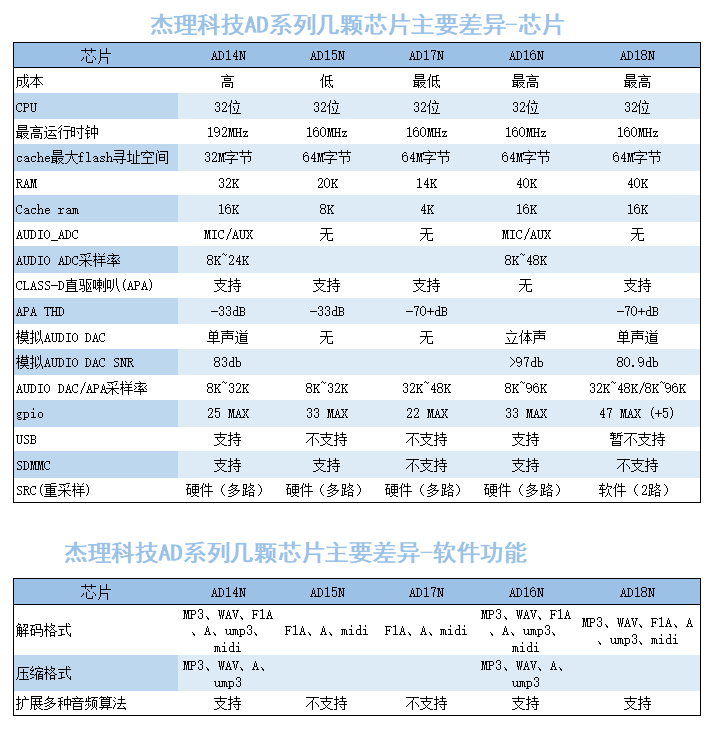 杰理科技AD系列几颗芯片主要差异-芯片
芯片 AD14N AD15N AD17N AD16N AD18N
成本 高 低 最低 最高 最高
CPU 32位 32位 32位 32位 32位
最高运行时钟 192MHz 160MHz 160MHz 160MHz 160MHz
cache最大flash寻址空间 32M字节 64M字节 64M字节 64M字节 64M字节
RAM 32K 20K 14K 40K 40K
Cache ram 16K 8K 4K 16K 16K
AUDIO_ADC MIC/AUX 无 无 MIC/AUX 无
AUDIO ADC采样率 8K~24K 8K~48K
CLASS-D直驱喇叭(APA) 支持 支持 支持 无 支持
APA THD -33dB -33dB -70+dB -70+dB
模拟AUDIO DAC 单声道 无 无 立体声 单声道
模拟AUDIO DAC SNR 83db >97db 80.9db
AUDIO DAC/APA采样率 8K~32K 8K~32K 32K~48K 8K~96K 32K~48K/8K~96K
gpio 25 MAX 33 MAX 22 MAX 33 MAX 47 MAX (+5)
USB 支持 不支持 不支持 支持 暂不支持
SDMMC 支持 支持 不支持 支持 不支持
SRC(重采样) 硬件（多路） 硬件（多路） 硬件（多路） 硬件（多路） 软件（2路）
杰理科技AD系列几颗芯片主要差异-软件功能
芯片 AD14N AD15N AD17N AD16N AD18N
解码格式 MP3、WAV、F1A、A、ump3、midi F1A、A、midi F1A、A、midi MP3、WAV、F1A、A、ump3、midi MP3、WAV、F1A、A、ump3、midi
压缩格式 MP3、WAV、A、ump3 MP3、WAV、A、ump3
扩展多种音频算法 支持 不支持 不支持 支持 支持